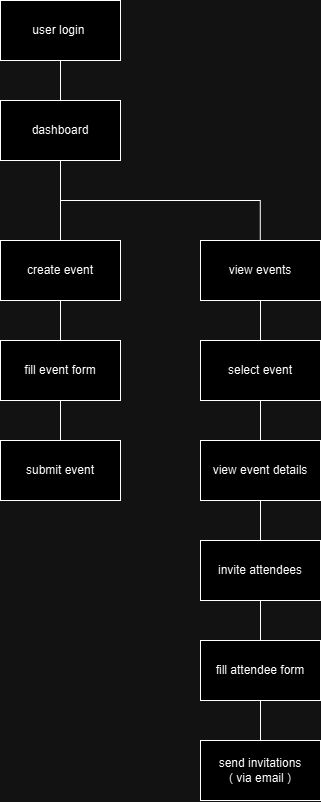 user login
dashboard
create event
view events
fill event form
select event
submit event
view event details
invite attendees
fill attendee form
send invitations
( via email )